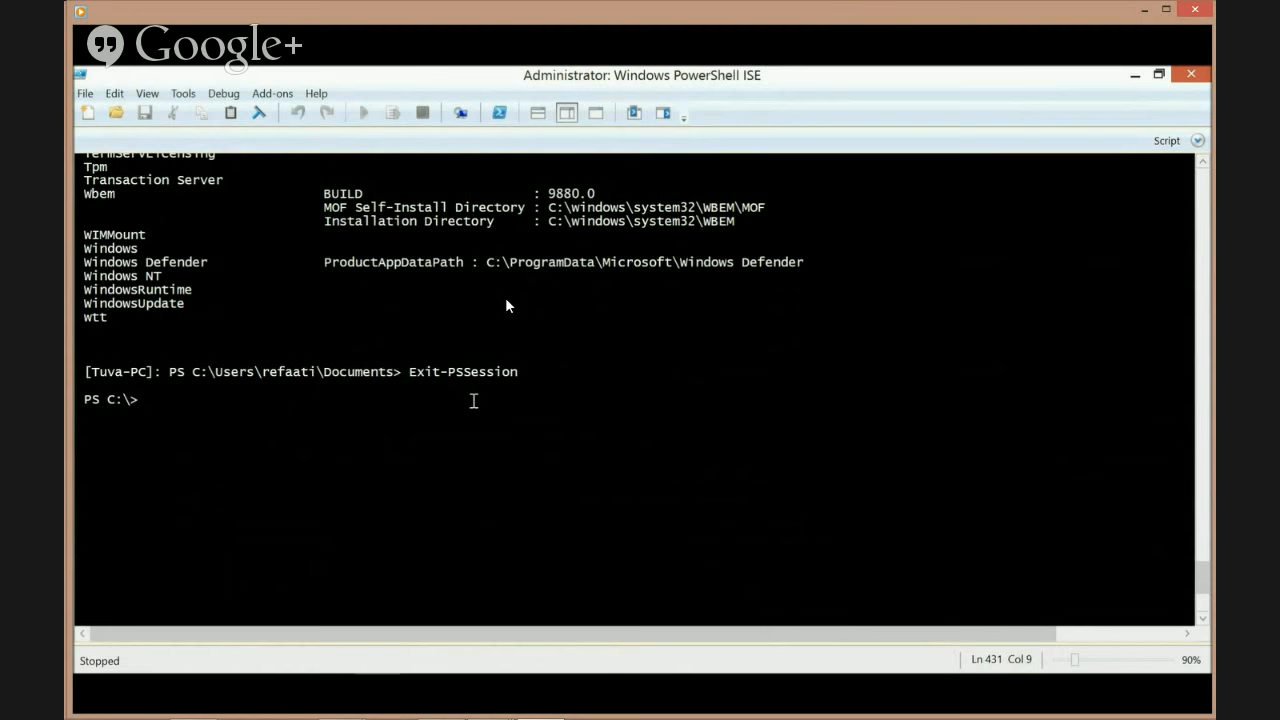 Google+
Administrator: Windows PowerShell ISE
File Edit View Tools Debug Add-ons Help
Script
TermServLicensing
Tpm
Transaction Server
Wbem BUILD : 9880.0
MOF Self-Install Directory : C:\windows\system32\WBEM\MOF
Installation Directory : C:\windows\system32\WBEM
WIMMount
Windows
Windows Defender ProductAppDataPath : C:\ProgramData\Microsoft\Windows Defender
Windows NT
WindowsRuntime
WindowsUpdate
wtt
[Tuva-PC]: PS C:\Users\refaati\Documents> Exit-PSSession
PS C:\>
Stopped Ln 431 Col 9 90%